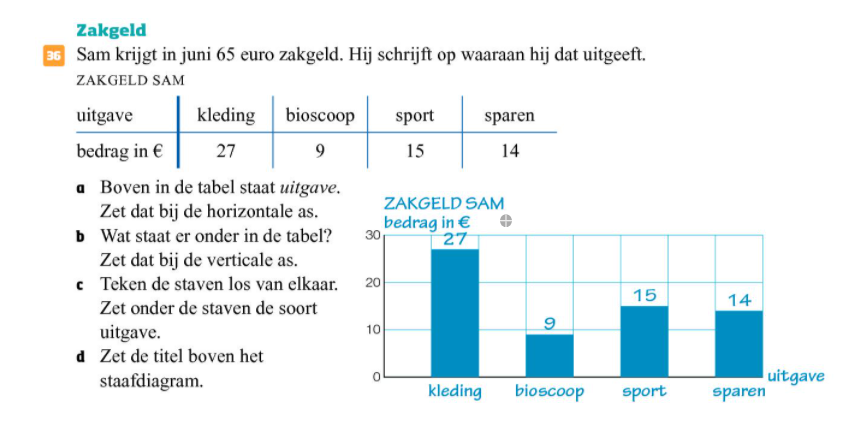 Zakgeld
36 Sam krijgt in juni 65 euro zakgeld. Hij schrijft op waaraan hij dat uitgeeft.
ZAKGELD SAM
uitgave kleding bioscoop sport sparen
bedrag in € 27 9 15 14
a Boven in de tabel staat uitgave.
Zet dat bij de horizontale as.
b Wat staat er onder in de tabel?
Zet dat bij de verticale as.
c Teken de staven los van elkaar.
Zet onder de staven de soort
uitgave.
d Zet de titel boven het
staafdiagram.
ZAKGELD SAM
bedrag in €
30
27
20
15
14
10
9
0
uitgave
kleding bioscoop sport sparen